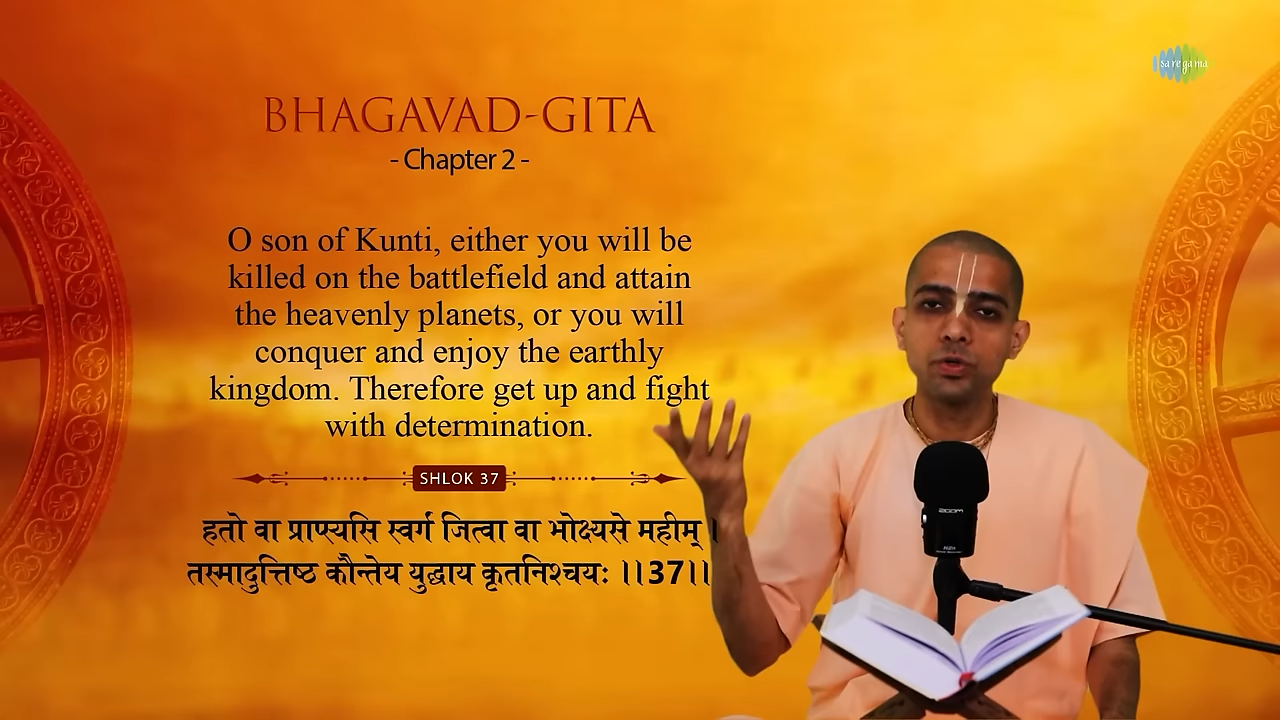 saregama
BHAGAVAD-GITA
- Chapter 2 -
O son of Kunti, either you will be
killed on the battlefield and attain
the heavenly planets, or you will
conquer and enjoy the earthly
kingdom. Therefore get up and fight
with determination.
SHLOK 37
हतो वा प्राप्स्यसि स्वर्ग जित्वा वा भोक्ष्यसे महीम् ।
तस्मादुत्तिष्ठ कौन्तेय युद्धाय कृतनिश्चयः ।।37।।
ZOOM